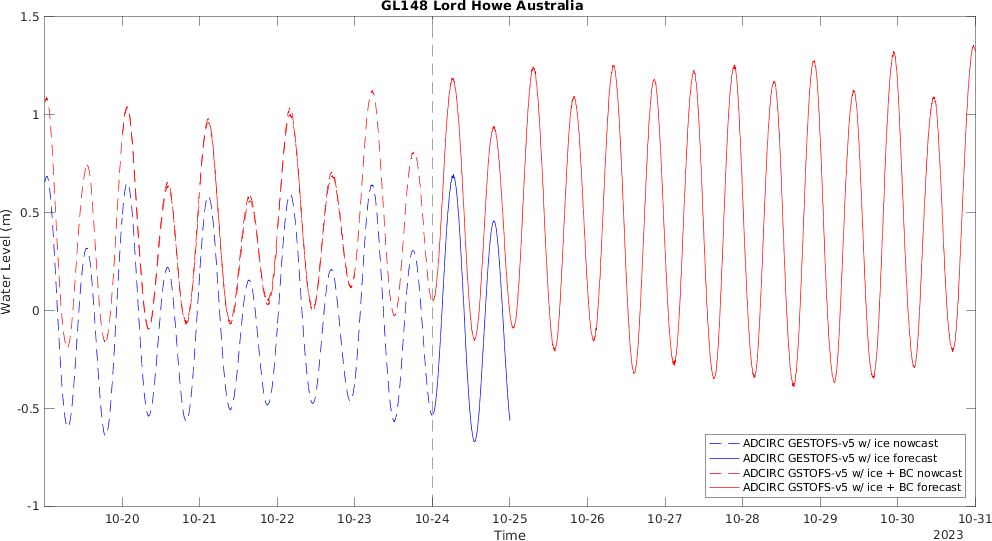 GL148 Lord Howe Australia
1.5
1
0.5
0
-0.5
-1
Water Level (m)
ADCIRC GESTOFS-v5 w/ ice nowcast
ADCIRC GESTOFS-v5 w/ ice forecast
ADCIRC GSTOFS-v5 w/ ice + BC nowcast
ADCIRC GSTOFS-v5 w/ ice + BC forecast
10-20 10-21 10-22 10-23 10-24 10-25 10-26 10-27 10-28 10-29 10-30 10-31
Time
2023